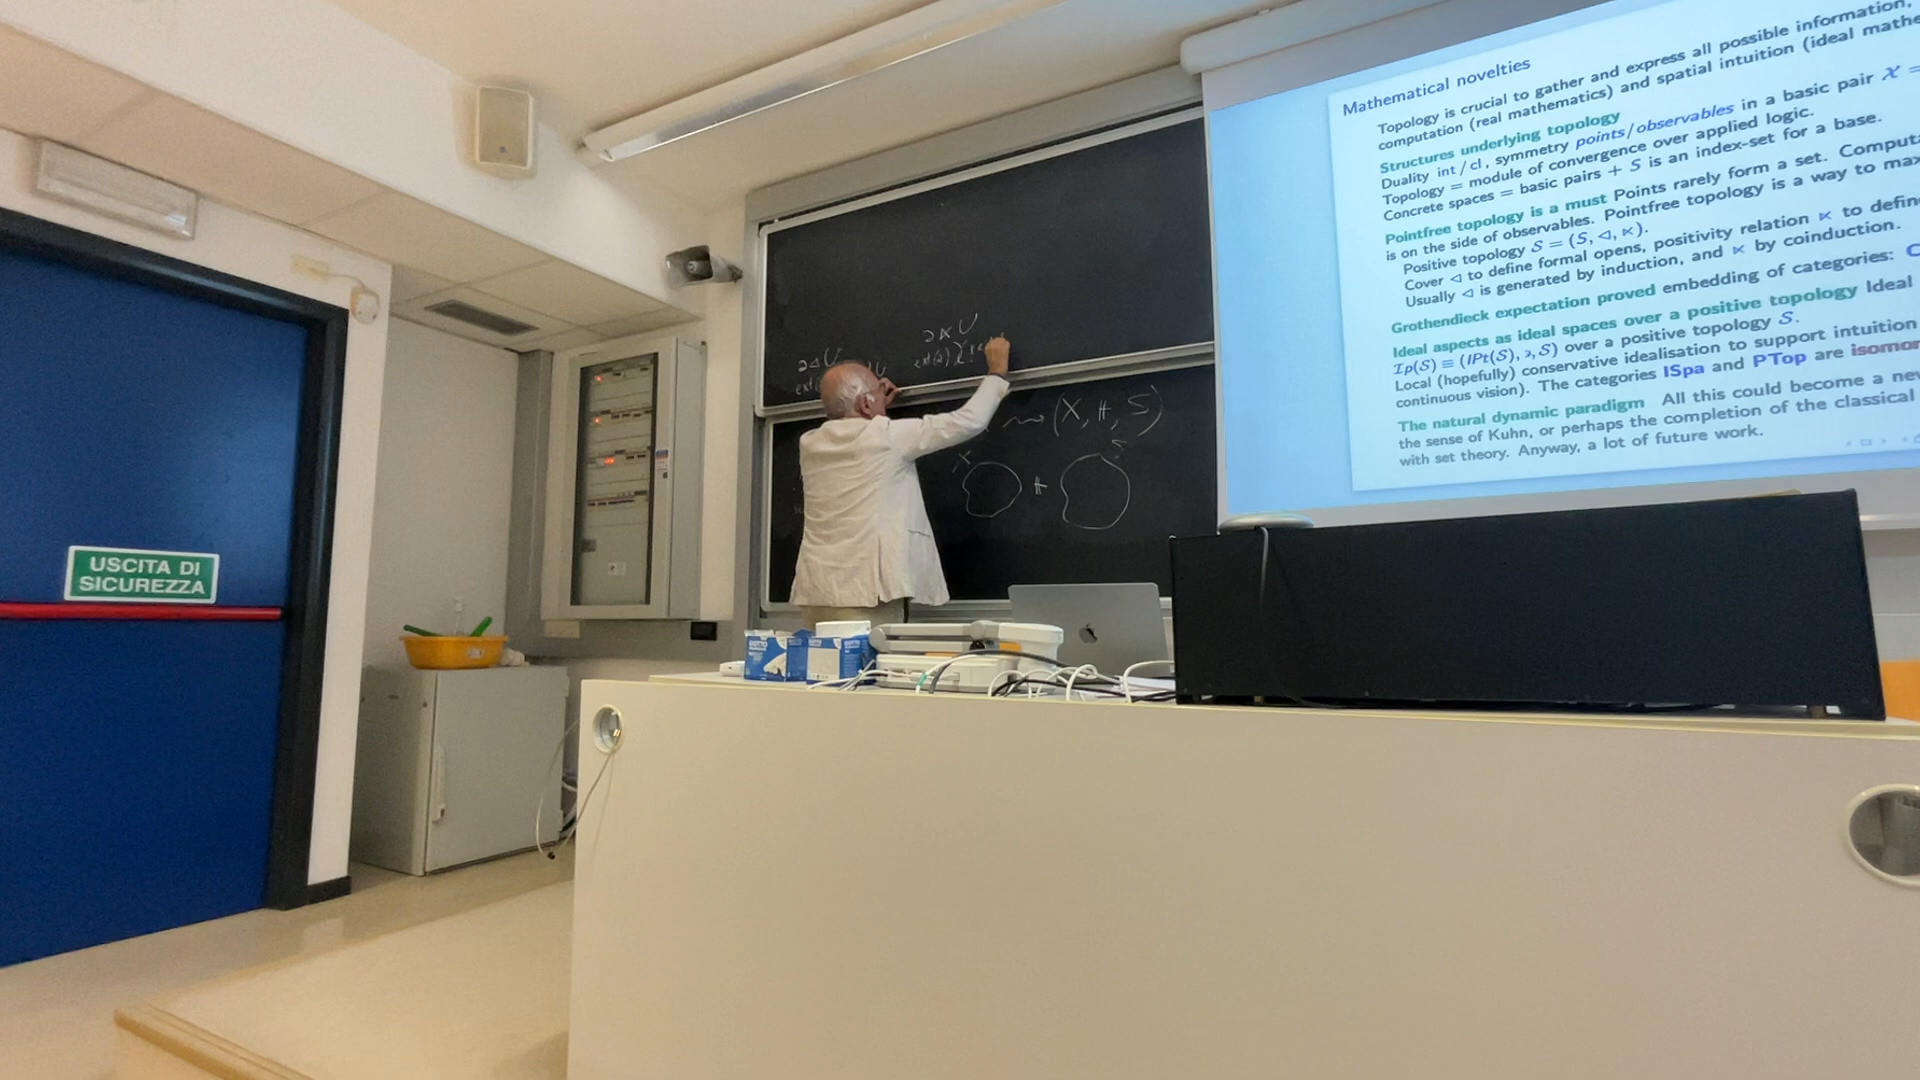 Mathematical novelties
Topology is crucial to gather and express all possible information,
computation (real mathematics) and spatial intuition (ideal mathe
Structures underlying topology
Duality int / cl, symmetry points/observables in a basic pair 𝒳 =
Topology = module of convergence over applied logic.
Concrete spaces = basic pairs + S is an index-set for a base.
Pointfree topology is a must Points rarely form a set. Computa
is on the side of observables. Pointfree topology is a way to max
Positive topology 𝒮 = (S, ◁, ⋉).
Cover ◁ to define formal opens, positivity relation ⋉ to define
Usually ◁ is generated by induction, and ⋉ by coinduction.
Grothendieck expectation proved embedding of categories: C
Ideal aspects as ideal spaces over a positive topology Ideal
ℐp(𝒮) ≡ (IPt(𝒮), ϶, 𝒮) over a positive topology 𝒮.
Local (hopefully) conservative idealisation to support intuition
continuous vision). The categories ISpa and PTop are isomor
The natural dynamic paradigm All this could become a new
the sense of Kuhn, or perhaps the completion of the classical
with set theory. Anyway, a lot of future work.
a ⋉ U
a ◁ U
ext(a)
(X, ⊩, S)
X ⊩ S
USCITA DI
SICUREZZA